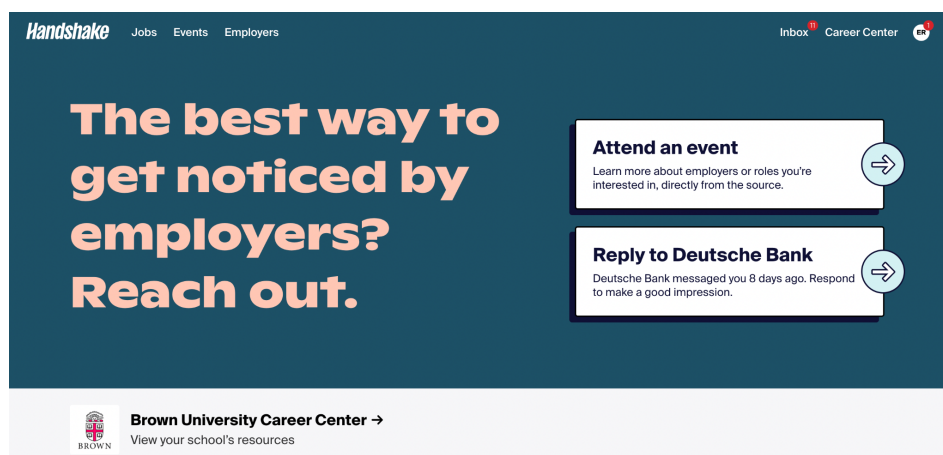 Handshake Jobs Events Employers Inbox 11 Career Center ER 1
The best way to
get noticed by
employers?
Reach out.
Attend an event
Learn more about employers or roles you're
interested in, directly from the source.
Reply to Deutsche Bank
Deutsche Bank messaged you 8 days ago. Respond
to make a good impression.
Brown University Career Center →
View your school's resources
BROWN